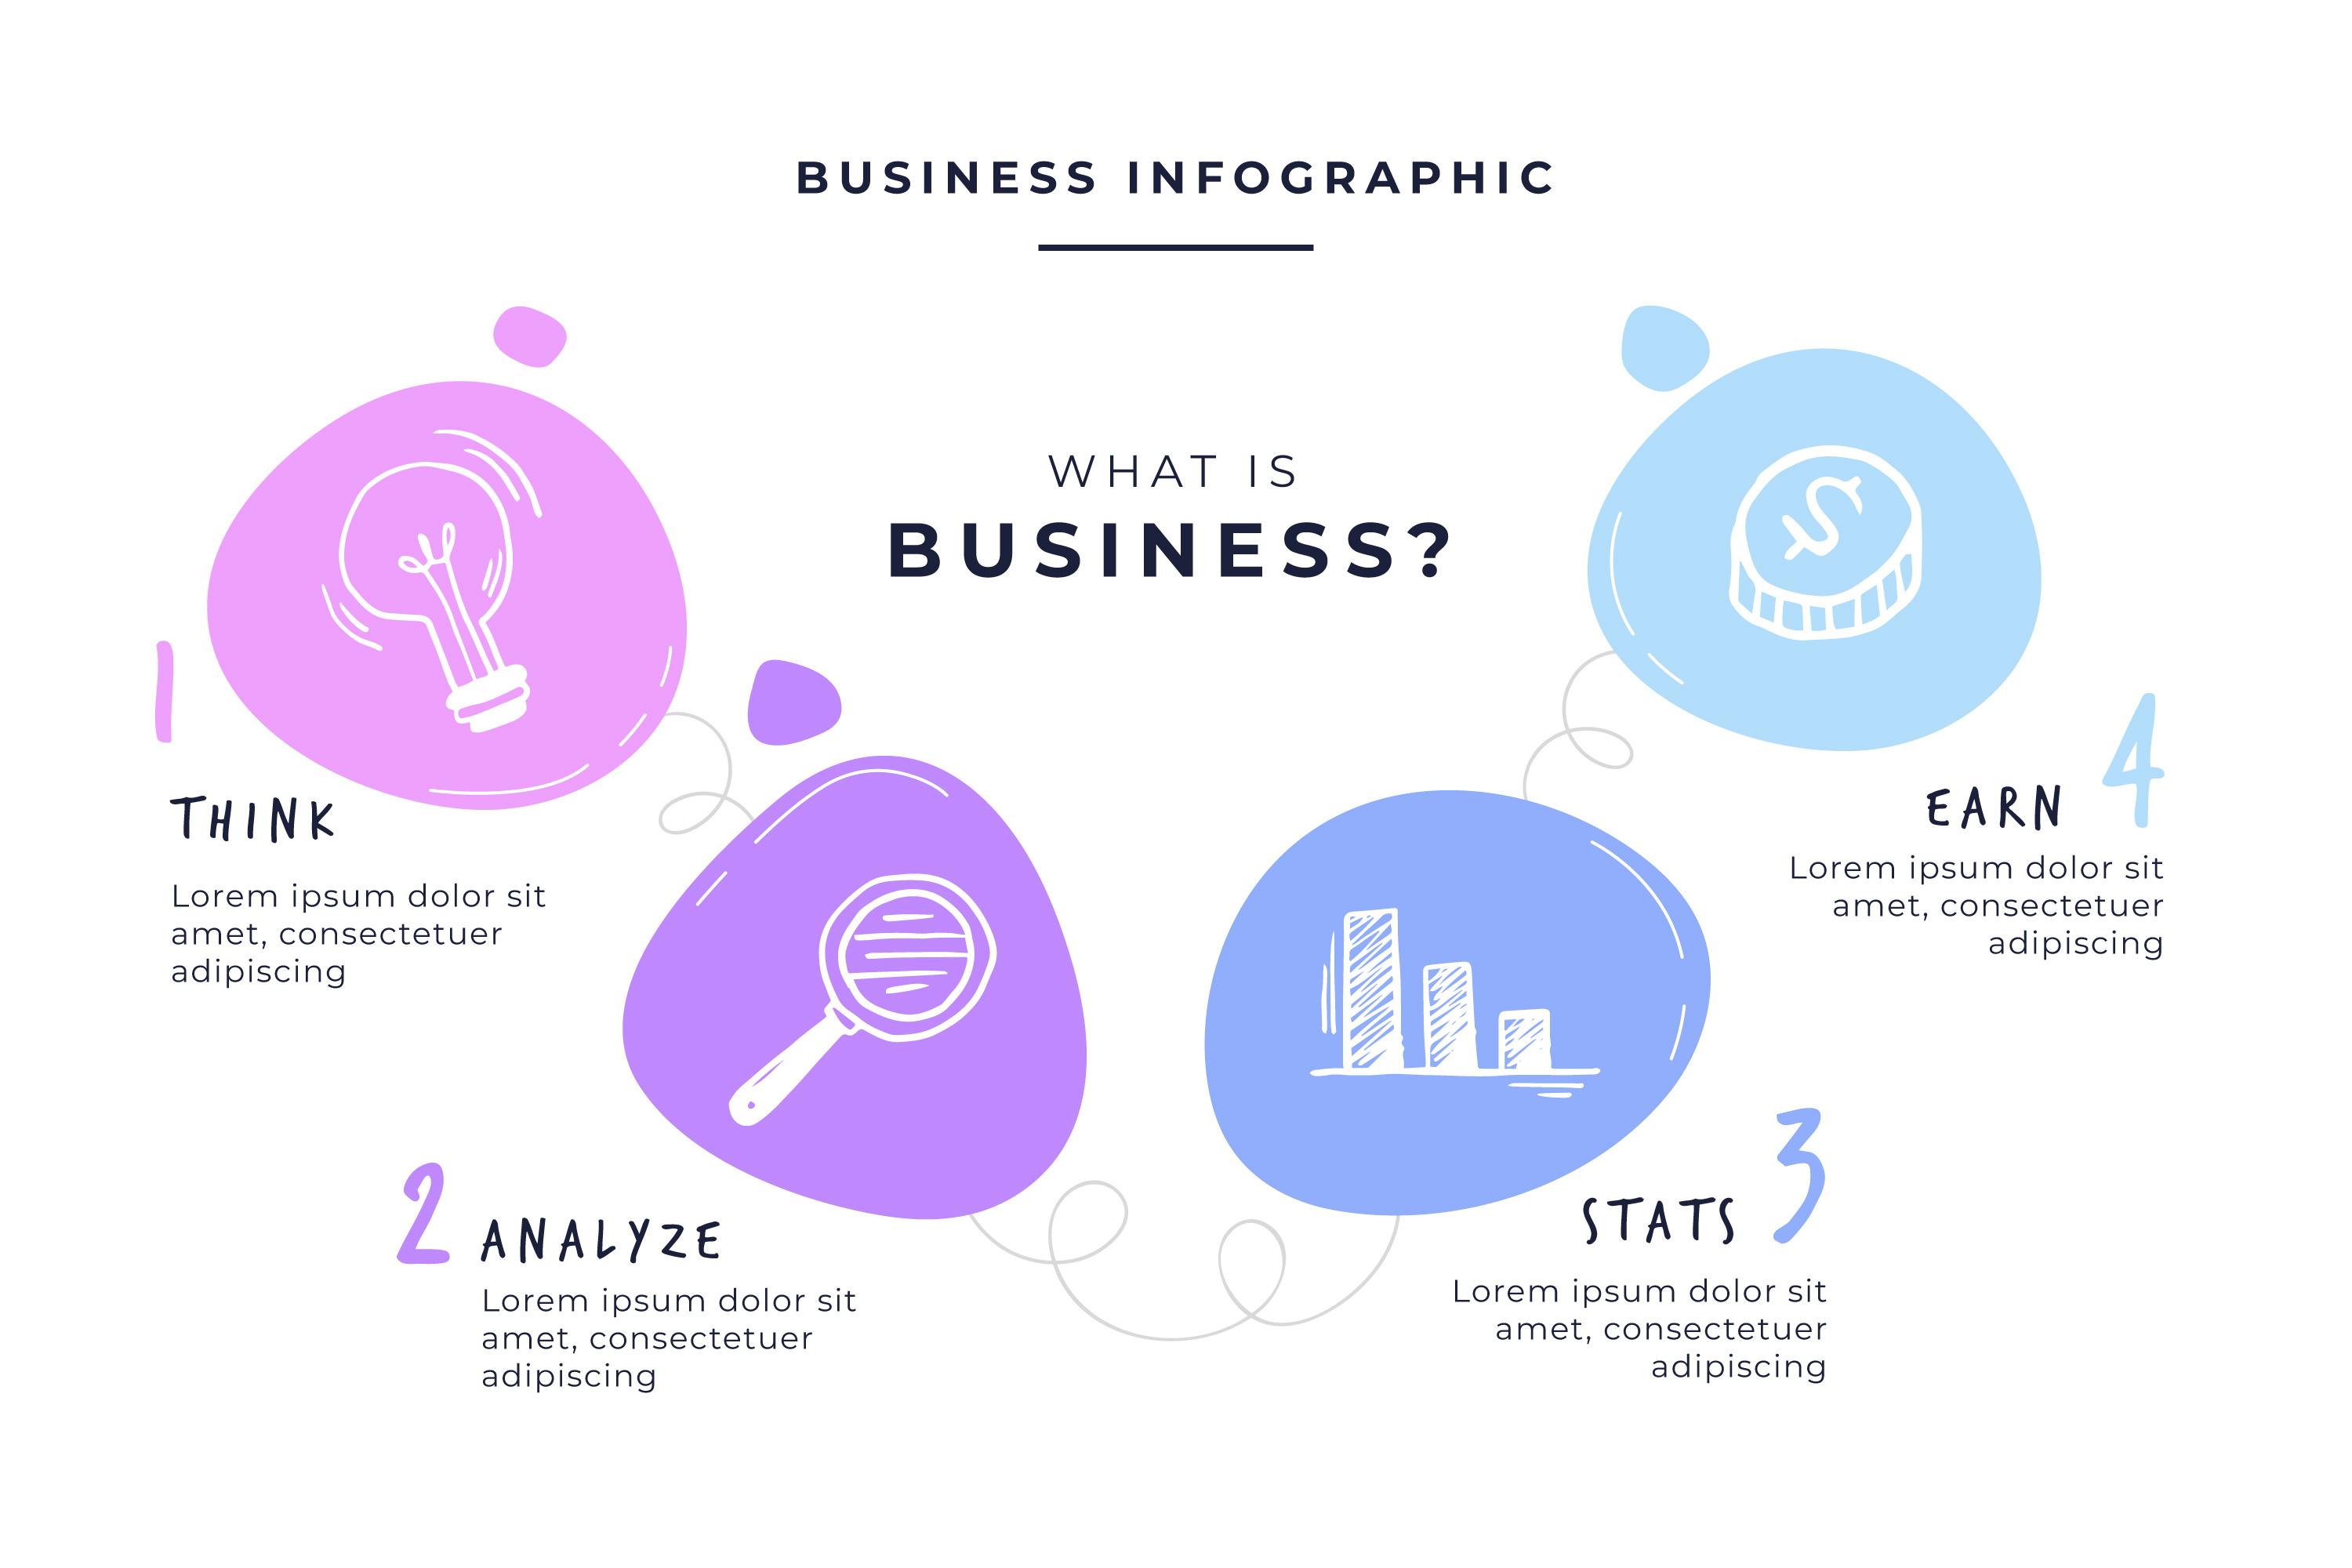 BUSINESS INFOGRAPHIC
WHAT IS
BUSINESS?
1
THINK
Lorem ipsum dolor sit
amet, consectetuer
adipiscing
2
ANALYZE
Lorem ipsum dolor sit
amet, consectetuer
adipiscing
3
STATS
Lorem ipsum dolor sit
amet, consectetuer
adipiscing
4
EARN
Lorem ipsum dolor sit
amet, consectetuer
adipiscing
$